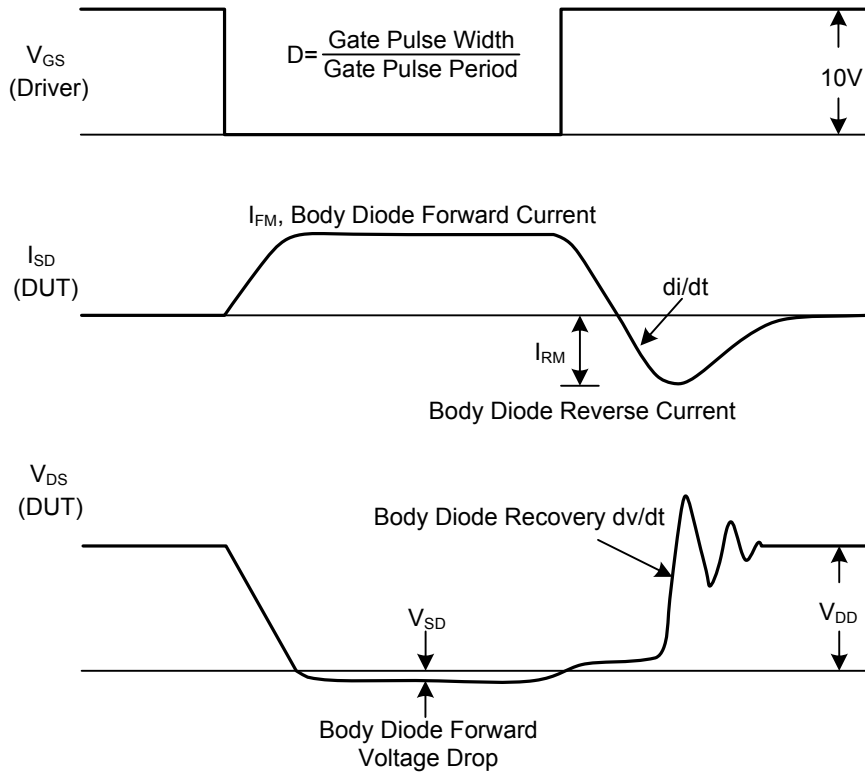 V_GS
(Driver)
D= Gate Pulse Width
Gate Pulse Period
10V
I_FM, Body Diode Forward Current
I_SD
(DUT)
di/dt
I_RM
Body Diode Reverse Current
V_DS
(DUT)
Body Diode Recovery dv/dt
V_SD
V_DD
Body Diode Forward
Voltage Drop